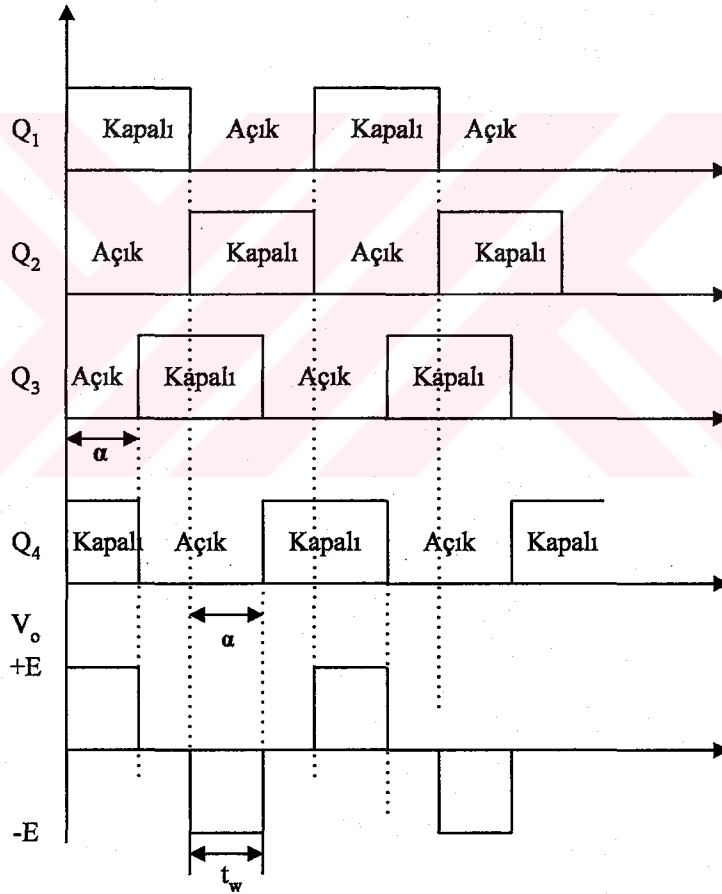 Q1 Kapalı Açık Kapalı Açık
Q2 Açık Kapalı Açık Kapalı
Q3 Açık Kapalı Açık Kapalı
α
Q4 Kapalı Açık Kapalı Açık Kapalı
α
Vo
+E
-E
tw